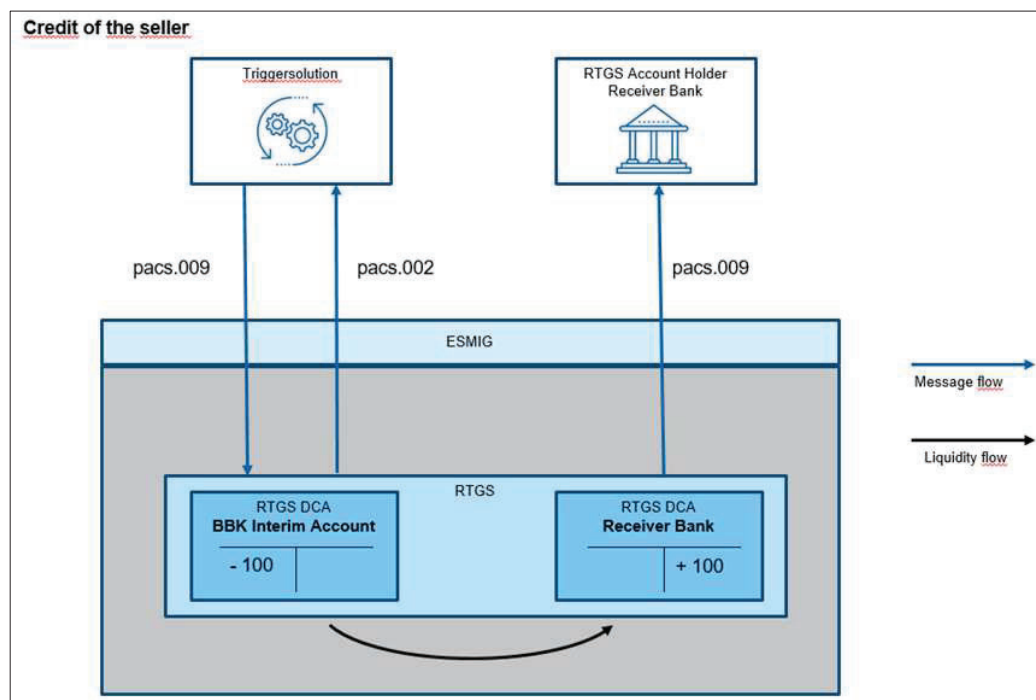 Credit of the seller
Triggersolution
RTGS Account Holder
Receiver Bank
pacs.009
pacs.002
pacs.009
ESMIG
Message flow
Liquidity flow
RTGS
RTGS DCA
BBK Interim Account
- 100
RTGS DCA
Receiver Bank
+ 100